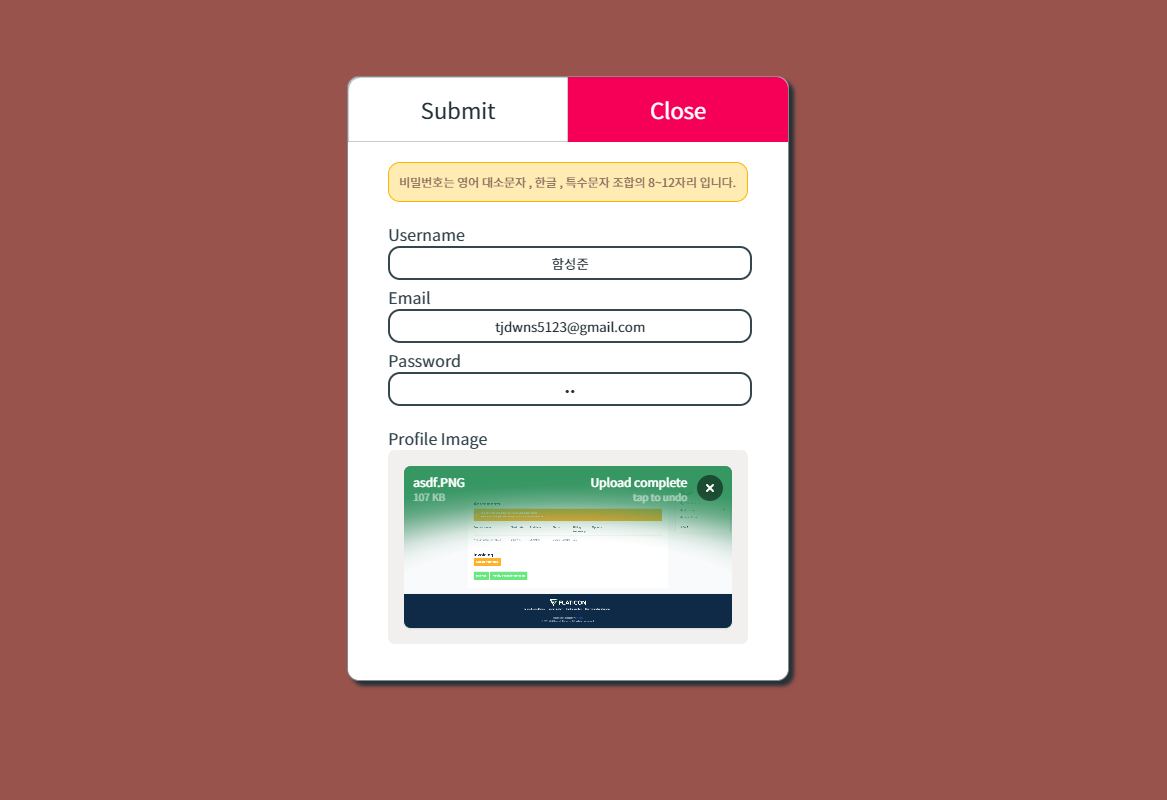 Submit
Close
비밀번호는 영어 대소문자 , 한글 , 특수문자 조합의 8~12자리 입니다.
Username
함성준
Email
tjdwns5123@gmail.com
Password
••
Profile Image
asdf.PNG
Upload complete
107 KB
tap to undo
Invoicing
FLATICON